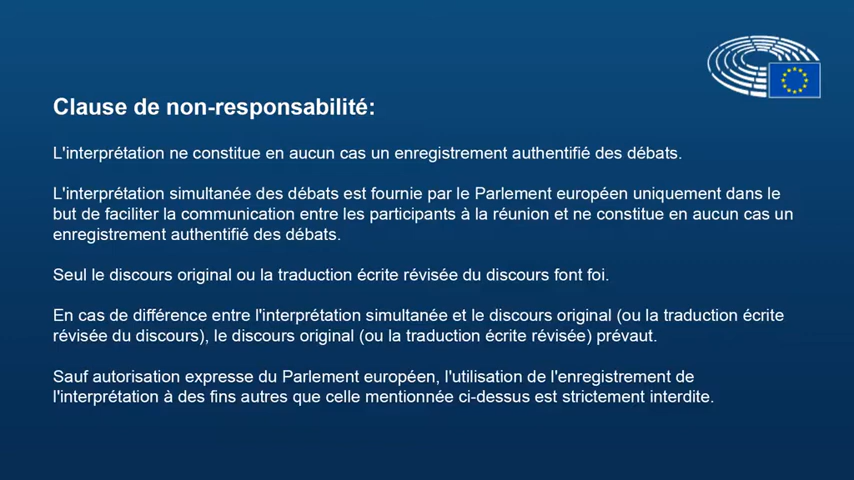 Clause de non-responsabilité:
L'interprétation ne constitue en aucun cas un enregistrement authentifié des débats.
L'interprétation simultanée des débats est fournie par le Parlement européen uniquement dans le
but de faciliter la communication entre les participants à la réunion et ne constitue en aucun cas un
enregistrement authentifié des débats.
Seul le discours original ou la traduction écrite révisée du discours font foi.
En cas de différence entre l'interprétation simultanée et le discours original (ou la traduction écrite
révisée du discours), le discours original (ou la traduction écrite révisée) prévaut.
Sauf autorisation expresse du Parlement européen, l'utilisation de l'enregistrement de
l'interprétation à des fins autres que celle mentionnée ci-dessus est strictement interdite.